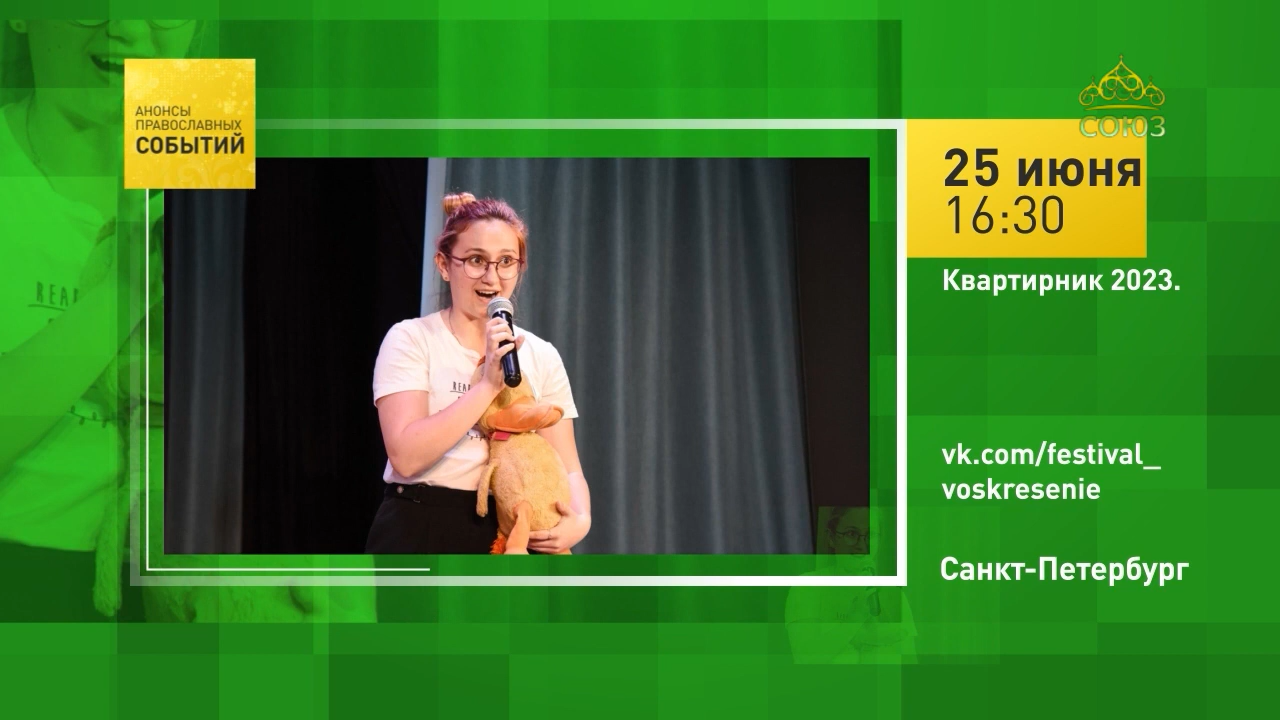 АНОНСЫ
ПРАВОСЛАВНЫХ
СОБЫТИЙ
СОЮЗ
25 июня
16:30
Квартирник 2023.
vk.com/festival_
voskresenie
Санкт-Петербург